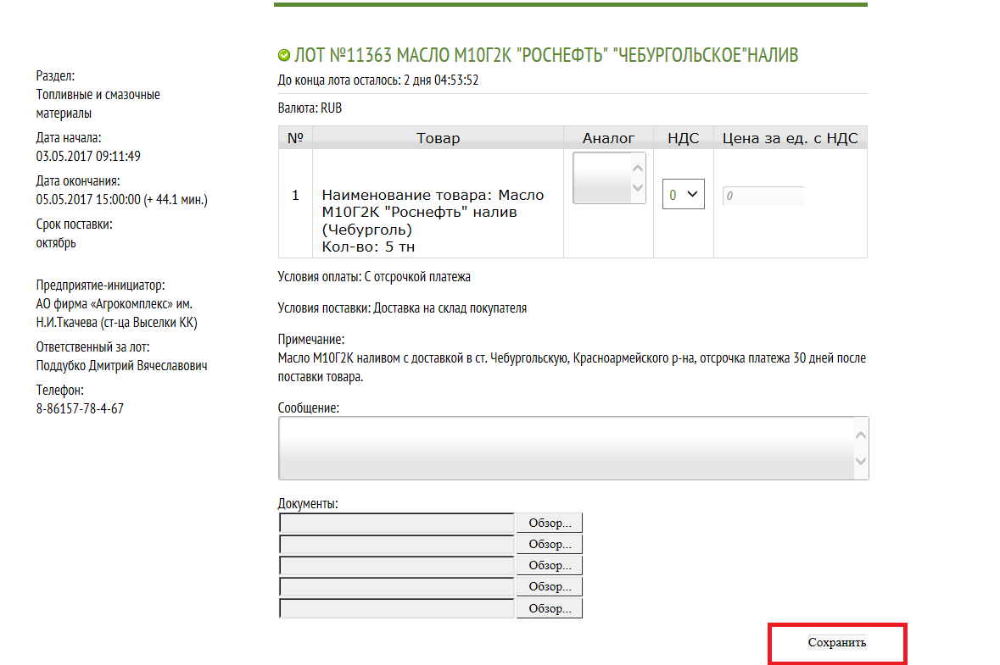 ЛОТ №11363 МАСЛО М10Г2К "РОСНЕФТЬ" "ЧЕБУРГОЛЬСКОЕ"НАЛИВ
До конца лота осталось: 2 дня 04:53:52
Раздел:
Топливные и смазочные
материалы
Дата начала:
03.05.2017 09:11:49
Дата окончания:
05.05.2017 15:00:00 (+ 44.1 мин.)
Срок поставки:
октябрь
Предприятие-инициатор:
АО фирма «Агрокомплекс» им.
Н.И.Ткачева (ст-ца Выселки КК)
Ответственный за лот:
Поддубко Дмитрий Вячеславович
Телефон:
8-86157-78-4-67
Валюта: RUB
№ Товар Аналог НДС Цена за ед. с НДС
1 Наименование товара: Масло 0 0
М10Г2К "Роснефть" налив
(Чебурголь)
Кол-во: 5 тн
Условия оплаты: С отсрочкой платежа
Условия поставки: Доставка на склад покупателя
Примечание:
Масло М10Г2К наливом с доставкой в ст. Чебургольскую, Красноармейского р-на, отсрочка платежа 30 дней после
поставки товара.
Сообщение:
Документы:
Обзор...
Обзор...
Обзор...
Обзор...
Обзор...
Сохранить